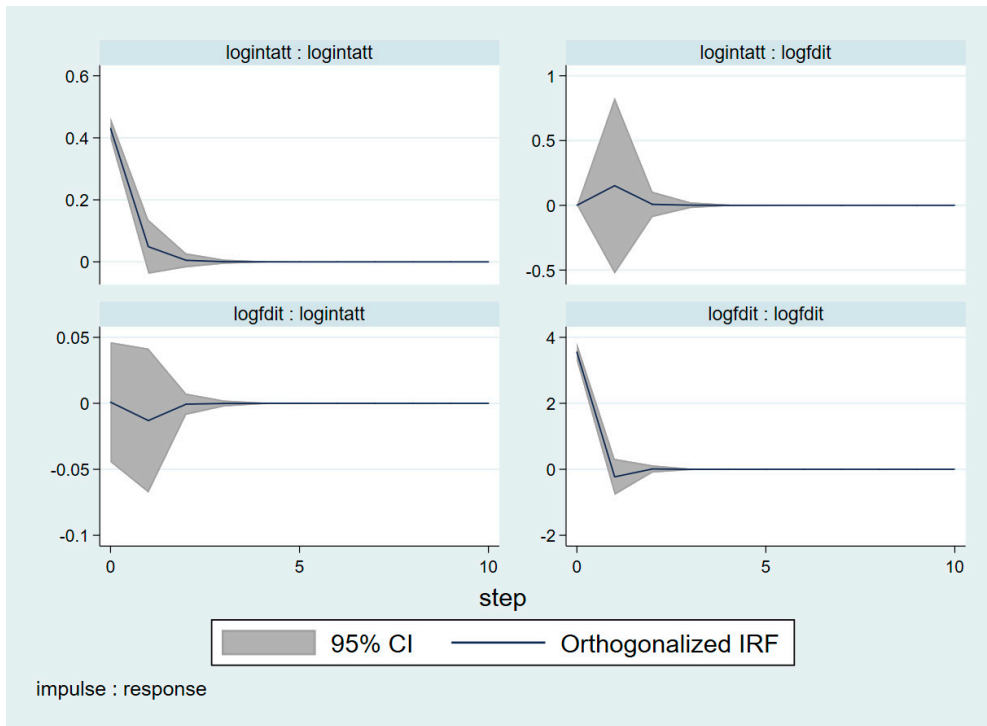 logintatt : logintatt
0.6
0.4
0.2
0
logintatt : logfdit
1
0.5
0
-0.5
logfdit : logintatt
0.05
0
-0.05
-0.1
0 5 10
logfdit : logfdit
4
2
0
-2
0 5 10
step
95% CI Orthogonalized IRF
impulse : response